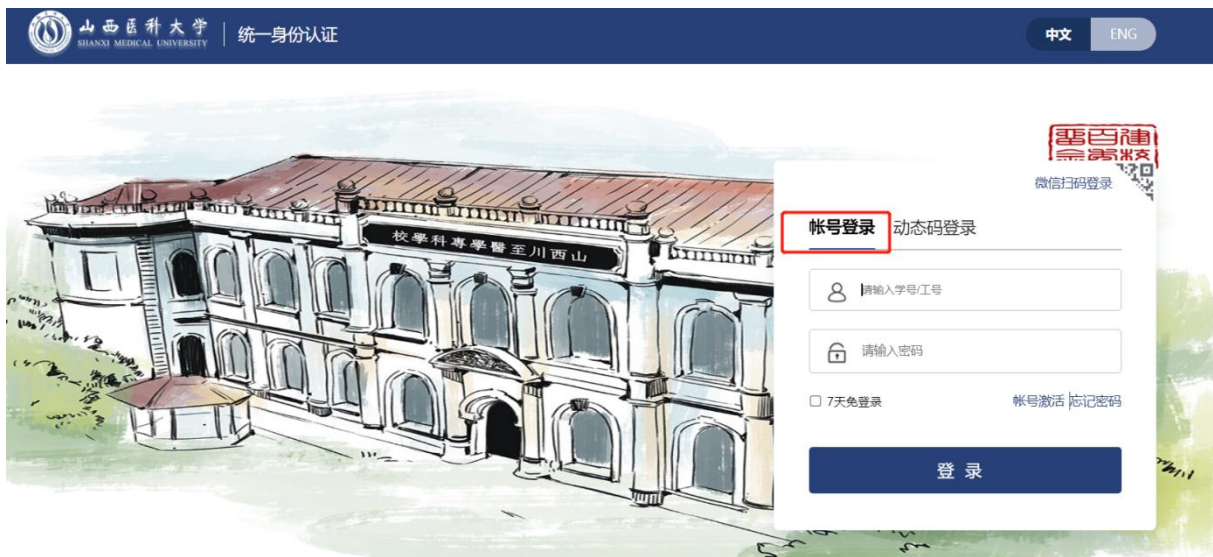 山西医科大学
SHANXI MEDICAL UNIVERSITY
统一身份认证
中文 ENG
校學科專學醫至川西山
微信扫码登录
帐号登录 动态码登录
请输入学号/工号
请输入密码
7天免登录 帐号激活 忘记密码
登 录